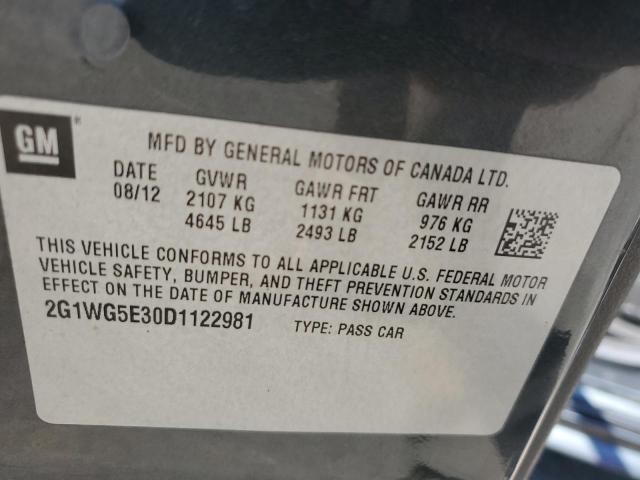 GM ®
MFD BY GENERAL MOTORS OF CANADA LTD.
DATE GVWR GAWR FRT GAWR RR
08/12 2107 KG 1131 KG 976 KG
4645 LB 2493 LB 2152 LB
THIS VEHICLE CONFORMS TO ALL APPLICABLE U.S. FEDERAL MOTOR
VEHICLE SAFETY, BUMPER, AND THEFT PREVENTION STANDARDS IN
EFFECT ON THE DATE OF MANUFACTURE SHOWN ABOVE.
2G1WG5E30D1122981 TYPE: PASS CAR